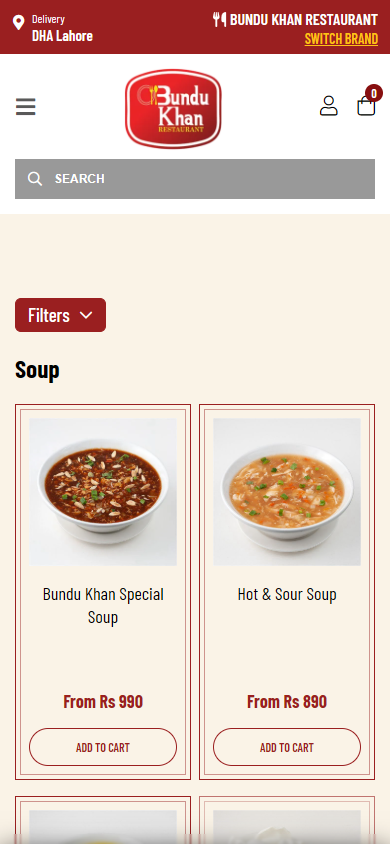 Delivery
DHA Lahore
BUNDU KHAN RESTAURANT
SWITCH BRAND
Bundu
Khan
RESTAURANT
0
SEARCH
Filters
Soup
Bundu Khan Special
Soup
From Rs 990
ADD TO CART
Hot & Sour Soup
From Rs 890
ADD TO CART